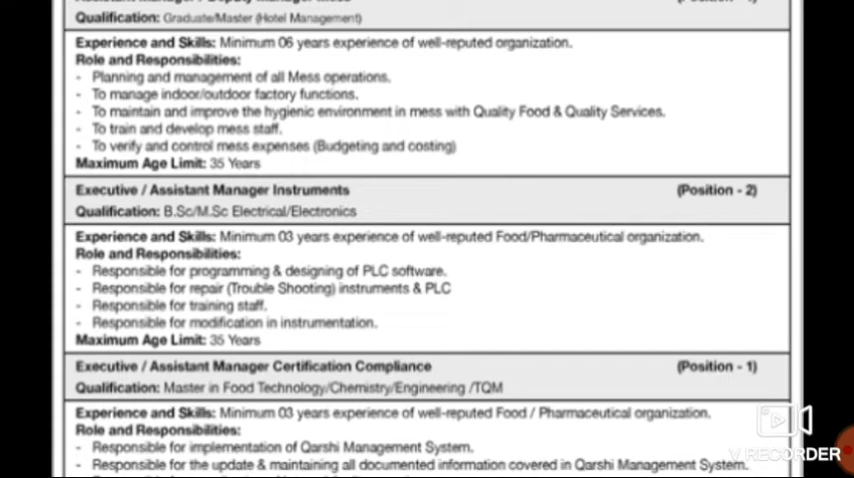 Assistant Manager / Deputy Manager Mess (Position - 1)
Qualification: Graduate/Master (Hotel Management)
Experience and Skills: Minimum 06 years experience of well-reputed organization.
Role and Responsibilities:
- Planning and management of all Mess operations.
- To manage indoor/outdoor factory functions.
- To maintain and improve the hygienic environment in mess with Quality Food & Quality Services.
- To train and develop mess staff.
- To verify and control mess expenses (Budgeting and costing)
Maximum Age Limit: 35 Years
Executive / Assistant Manager Instruments (Position - 2)
Qualification: B.Sc/M.Sc Electrical/Electronics
Experience and Skills: Minimum 03 years experience of well-reputed Food/Pharmaceutical organization.
Role and Responsibilities:
- Responsible for programming & designing of PLC software.
- Responsible for repair (Trouble Shooting) instruments & PLC
- Responsible for training staff.
- Responsible for modification in instrumentation.
Maximum Age Limit: 35 Years
Executive / Assistant Manager Certification Compliance (Position - 1)
Qualification: Master in Food Technology/Chemistry/Engineering /TQM
Experience and Skills: Minimum 03 years experience of well-reputed Food / Pharmaceutical organization.
Role and Responsibilities:
- Responsible for implementation of Qarshi Management System.
- Responsible for the update & maintaining all documented information covered in Qarshi Management System.
V RECORDER